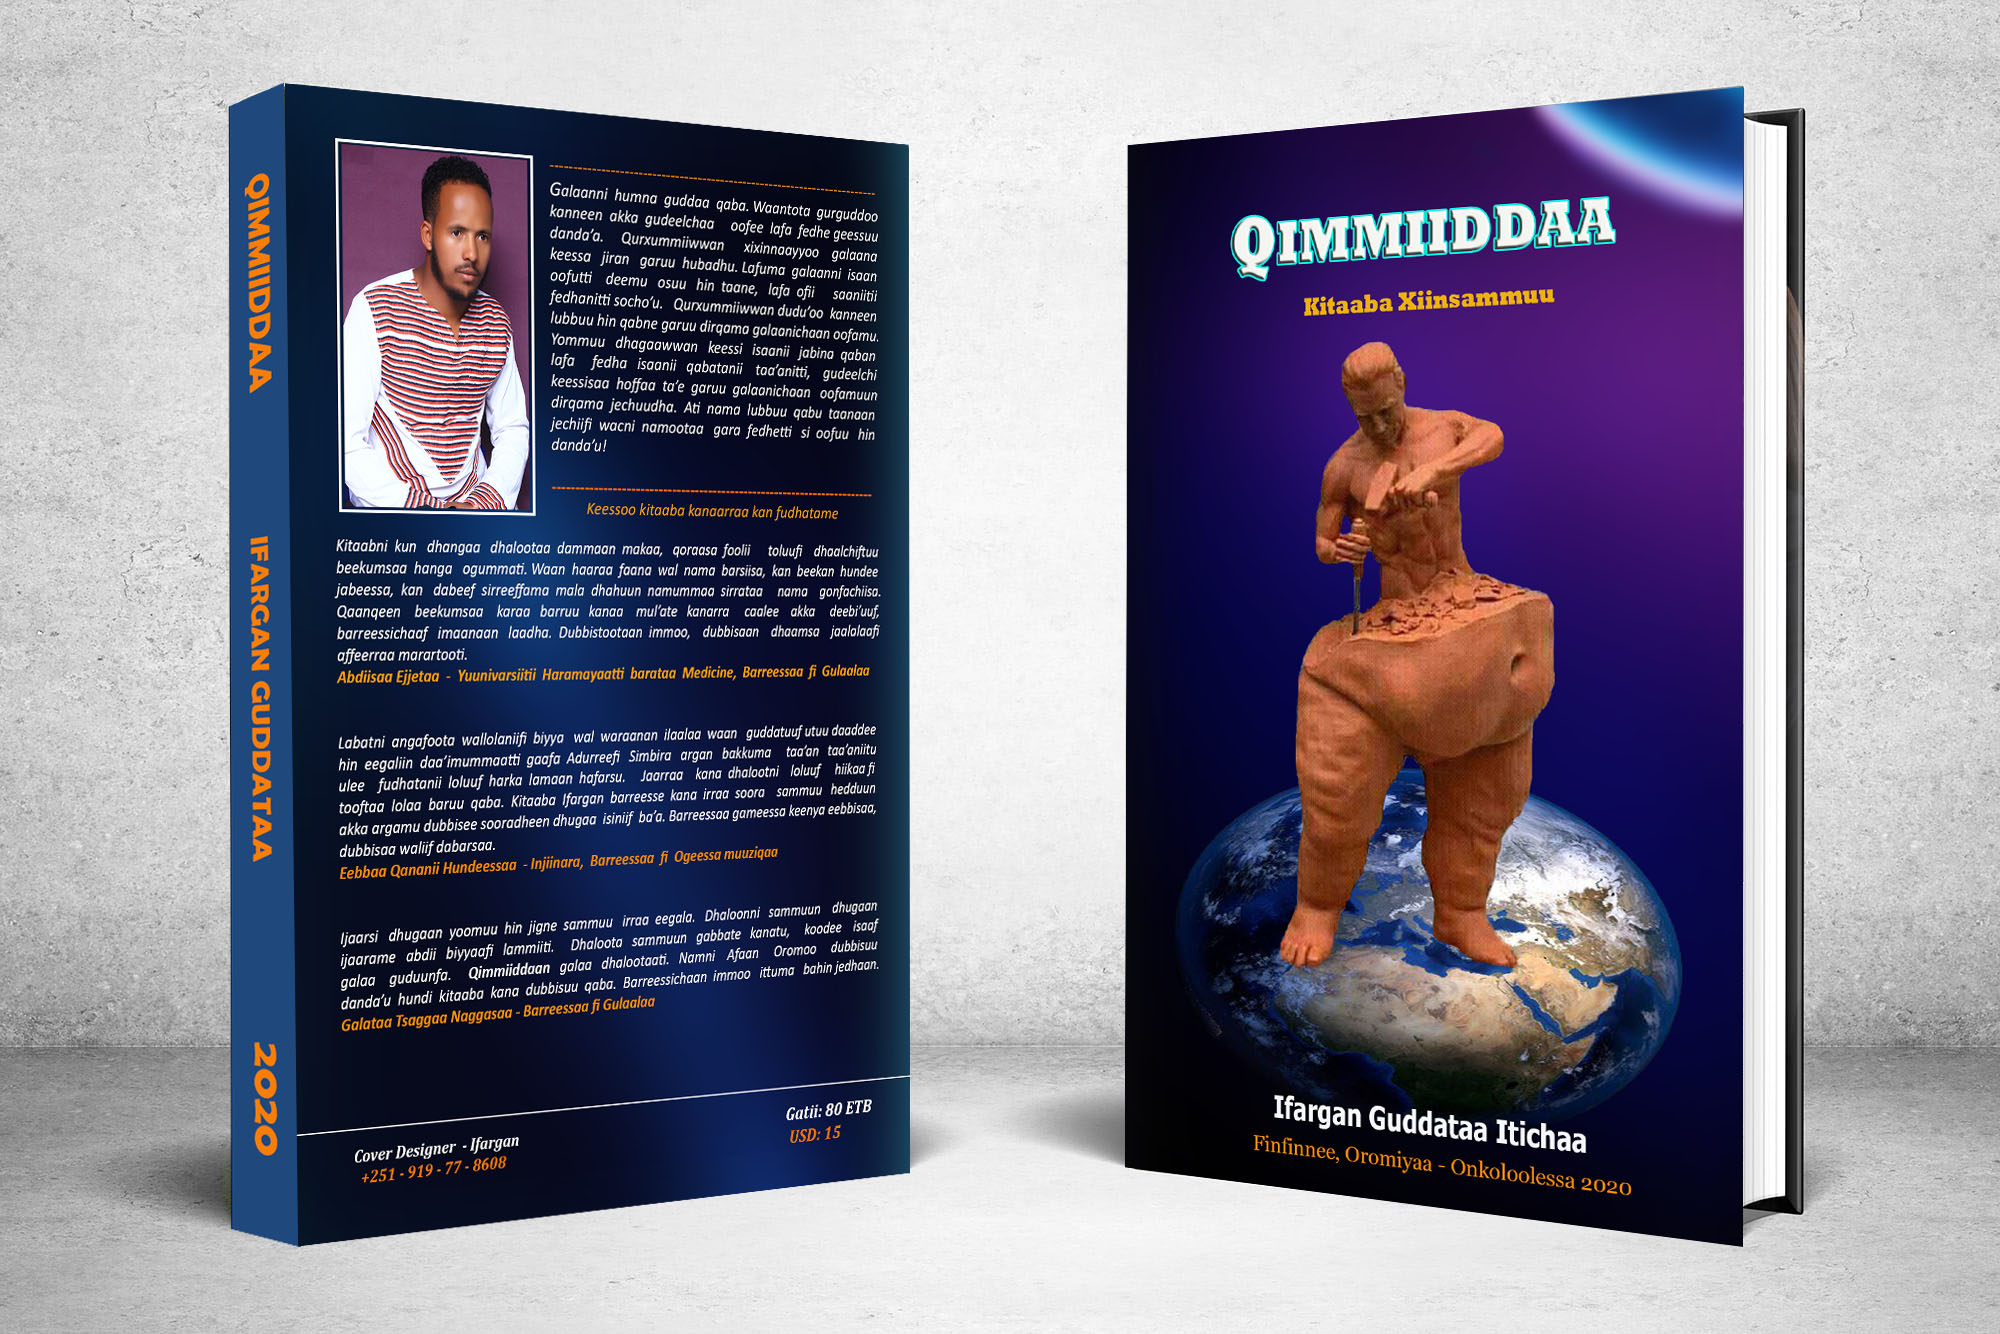 QIMMIIDDAA
IFARGAN GUDDATAA
2020
Galaanni humna guddaa qaba. Waantota gurguddoo
kanneen akka gudeelchaa oofee lafa fedhe geessuu
danda’a. Qurxummiiwwan xixinnaayyoo galaana
keessa jiran garuu hubadhu. Lafuma galaanni isaan
oofutti deemu osuu hin taane, lafa ofii saaniitii
fedhanitti socho’u. Qurxummiiwwan dudu’oo kanneen
lubbuu hin qabne garuu dirqama galaanichaan oofamu.
Yommuu dhagaawwan keessi isaanii jabina qaban
lafa fedha isaanii qabatanii taa’anitti, gudeelchi
keessisaa hoffaa ta’e garuu galaanichaan oofamuun
dirqama jechuudha. Ati nama lubbuu qabu taanaan
jechiifi wacni namootaa gara fedhetti si oofuu hin
danda’u!
Keessoo kitaaba kanaarraa kan fudhatame
Kitaabni kun dhangaa dhalootaa dammaan makaa, qoraasa foolii toluufi dhaalchiftuu
beekumsaa hanga ogummati. Waan haaraa faana wal nama barsiisa, kan beekan hundee
jabeessa, kan dabeef sirreeffama mala dhahuun namummaa sirrataa nama gonfachiisa.
Qaanqeen beekumsaa karaa barruu kanaa mul’ate kanarra caalee akka deebi’uuf,
barreessichaaf imaanaan laadha. Dubbistootaan immoo, dubbisaan dhaamsa jaalalaafi
affeerraa marartooti.
Abdiisaa Ejjetaa - Yuunivarsiitii Haramayaatti barataa Medicine, Barreessaa fi Gulaalaa
Labatni angafoota wallolaniifi biyya wal waraanan ilaalaa waan guddatuuf utuu daaddee
hin eegaliin daa’imummaatti gaafa Adurreefi Simbira argan bakkuma taa’an taa’aniitu
ulee fudhatanii loluuf harka lamaan hafarsu. Jaarraa kana dhalootni loluuf hiikaa fi
tooftaa lolaa baruu qaba. Kitaaba Ifargan barreesse kana irraa soora sammuu hedduun
akka argamu dubbisee sooradheen dhugaa isiniif ba’a. Barreessaa gameessa keenya eebbisaa,
dubbisaa waliif dabarsaa.
Eebbaa Qananii Hundeessaa - Injiinara, Barreessaa fi Ogeessa muuziqaa
Ijaarsi dhugaan yoomuu hin jigne sammuu irraa eegala. Dhaloonni sammuun dhugaan
ijaarame abdii biyyaafi lammiiti. Dhaloota sammuun gabbate kanatu, koodee isaaf
galaa guduunfa. Qimmiiddaan galaa dhalootaati. Namni Afaan Oromoo dubbisuu
danda’u hundi kitaaba kana dubbisuu qaba. Barreessichaan immoo ittuma bahin jedhaan.
Galataa Tsaggaa Naggasaa - Barreessaa fi Gulaalaa
Cover Designer - Ifargan
+251 - 919 - 77 - 8608
Gatii: 80 ETB
USD: 15
QIMMIIDDAA
Kitaaba Xiinsammuu
Ifargan Guddataa Itichaa
Finfinnee, Oromiyaa - Onkoloolessa 2020